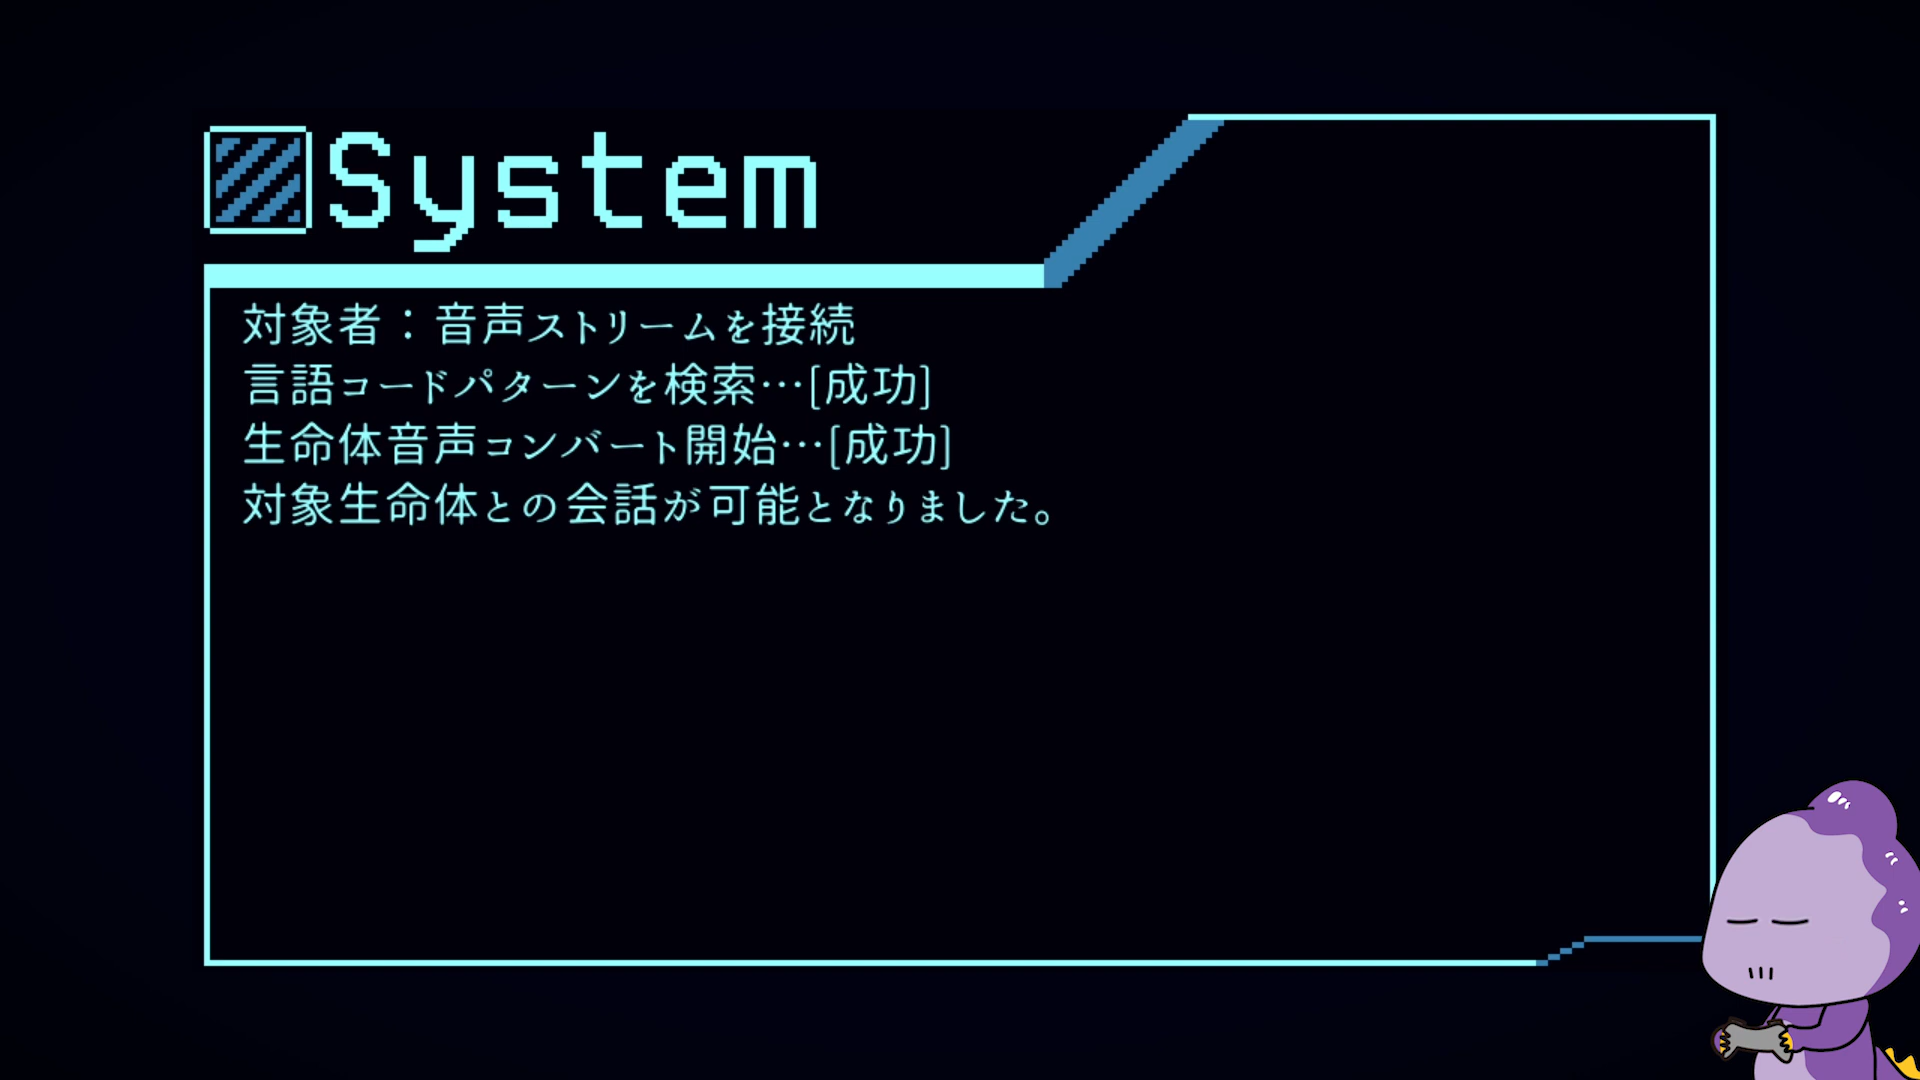 System
対象者：音声ストリームを接続
言語コードパターンを検索…[成功]
生命体音声コンバート開始…[成功]
対象生命体との会話が可能となりました。